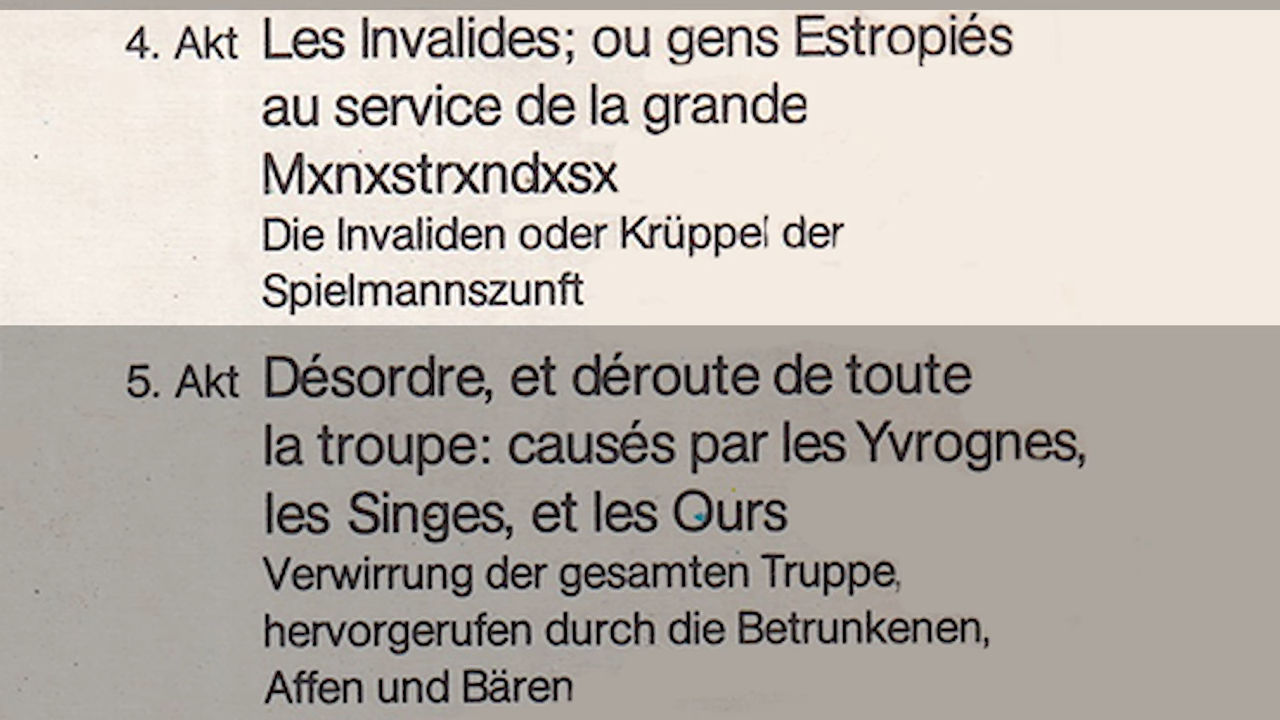 4. Akt Les Invalides; ou gens Estropiés
au service de la grande
Mxnxstrxndxsx
Die Invaliden oder Krüppel der
Spielmannszunft
5. Akt Désordre, et déroute de toute
la troupe: causés par les Yvrognes,
les Singes, et les Ours
Verwirrung der gesamten Truppe,
hervorgerufen durch die Betrunkenen,
Affen und Bären